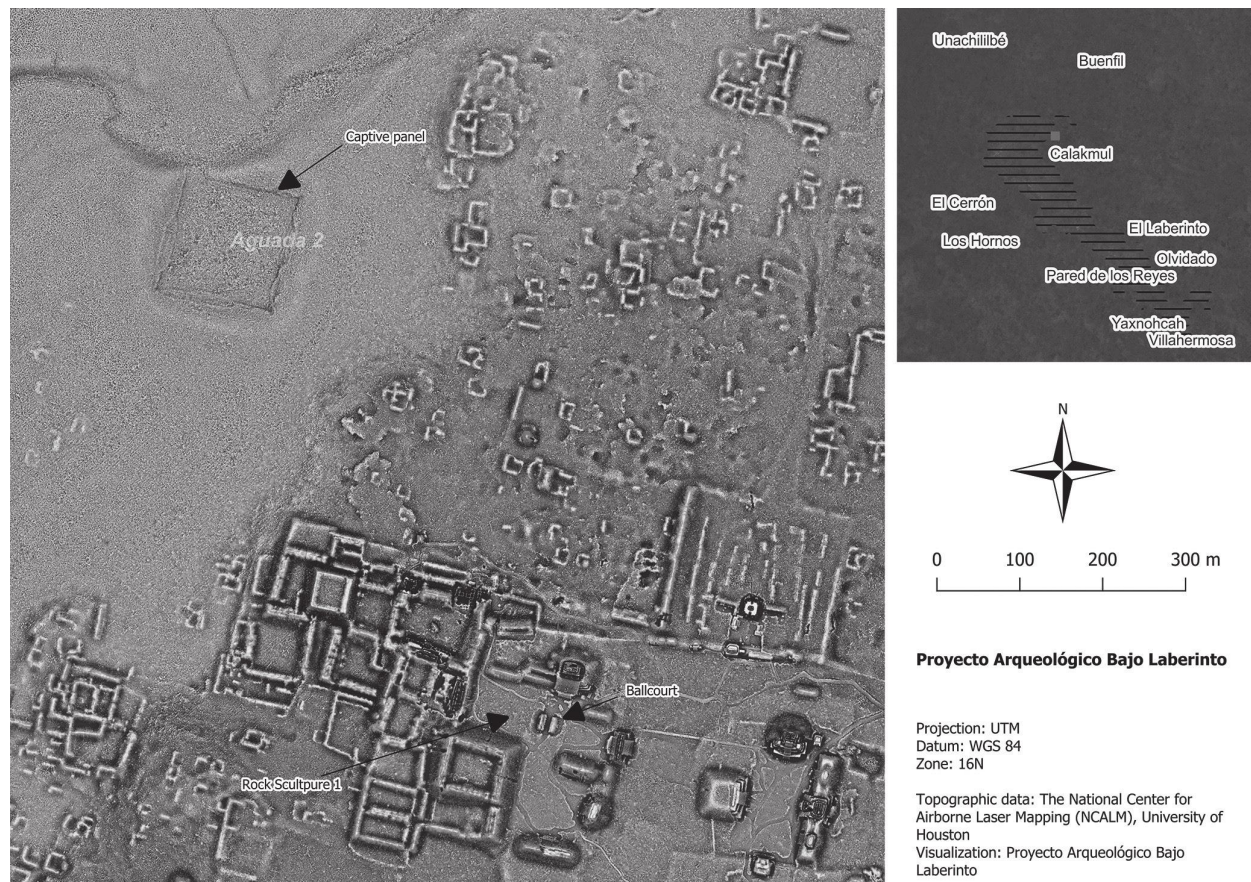 Captive panel
Aguada 2
Ballcourt
Rock Scultpure 1
Unachililbé
Buenfil
Calakmul
El Cerrón
El Laberinto
Los Hornos
Olvidado
Pared de los Reyes
Yaxnohcah
Villahermosa
N
0 100 200 300 m
Proyecto Arqueológico Bajo Laberinto
Projection: UTM
Datum: WGS 84
Zone: 16N
Topographic data: The National Center for
Airborne Laser Mapping (NCALM), University of
Houston
Visualization: Proyecto Arqueológico Bajo
Laberinto